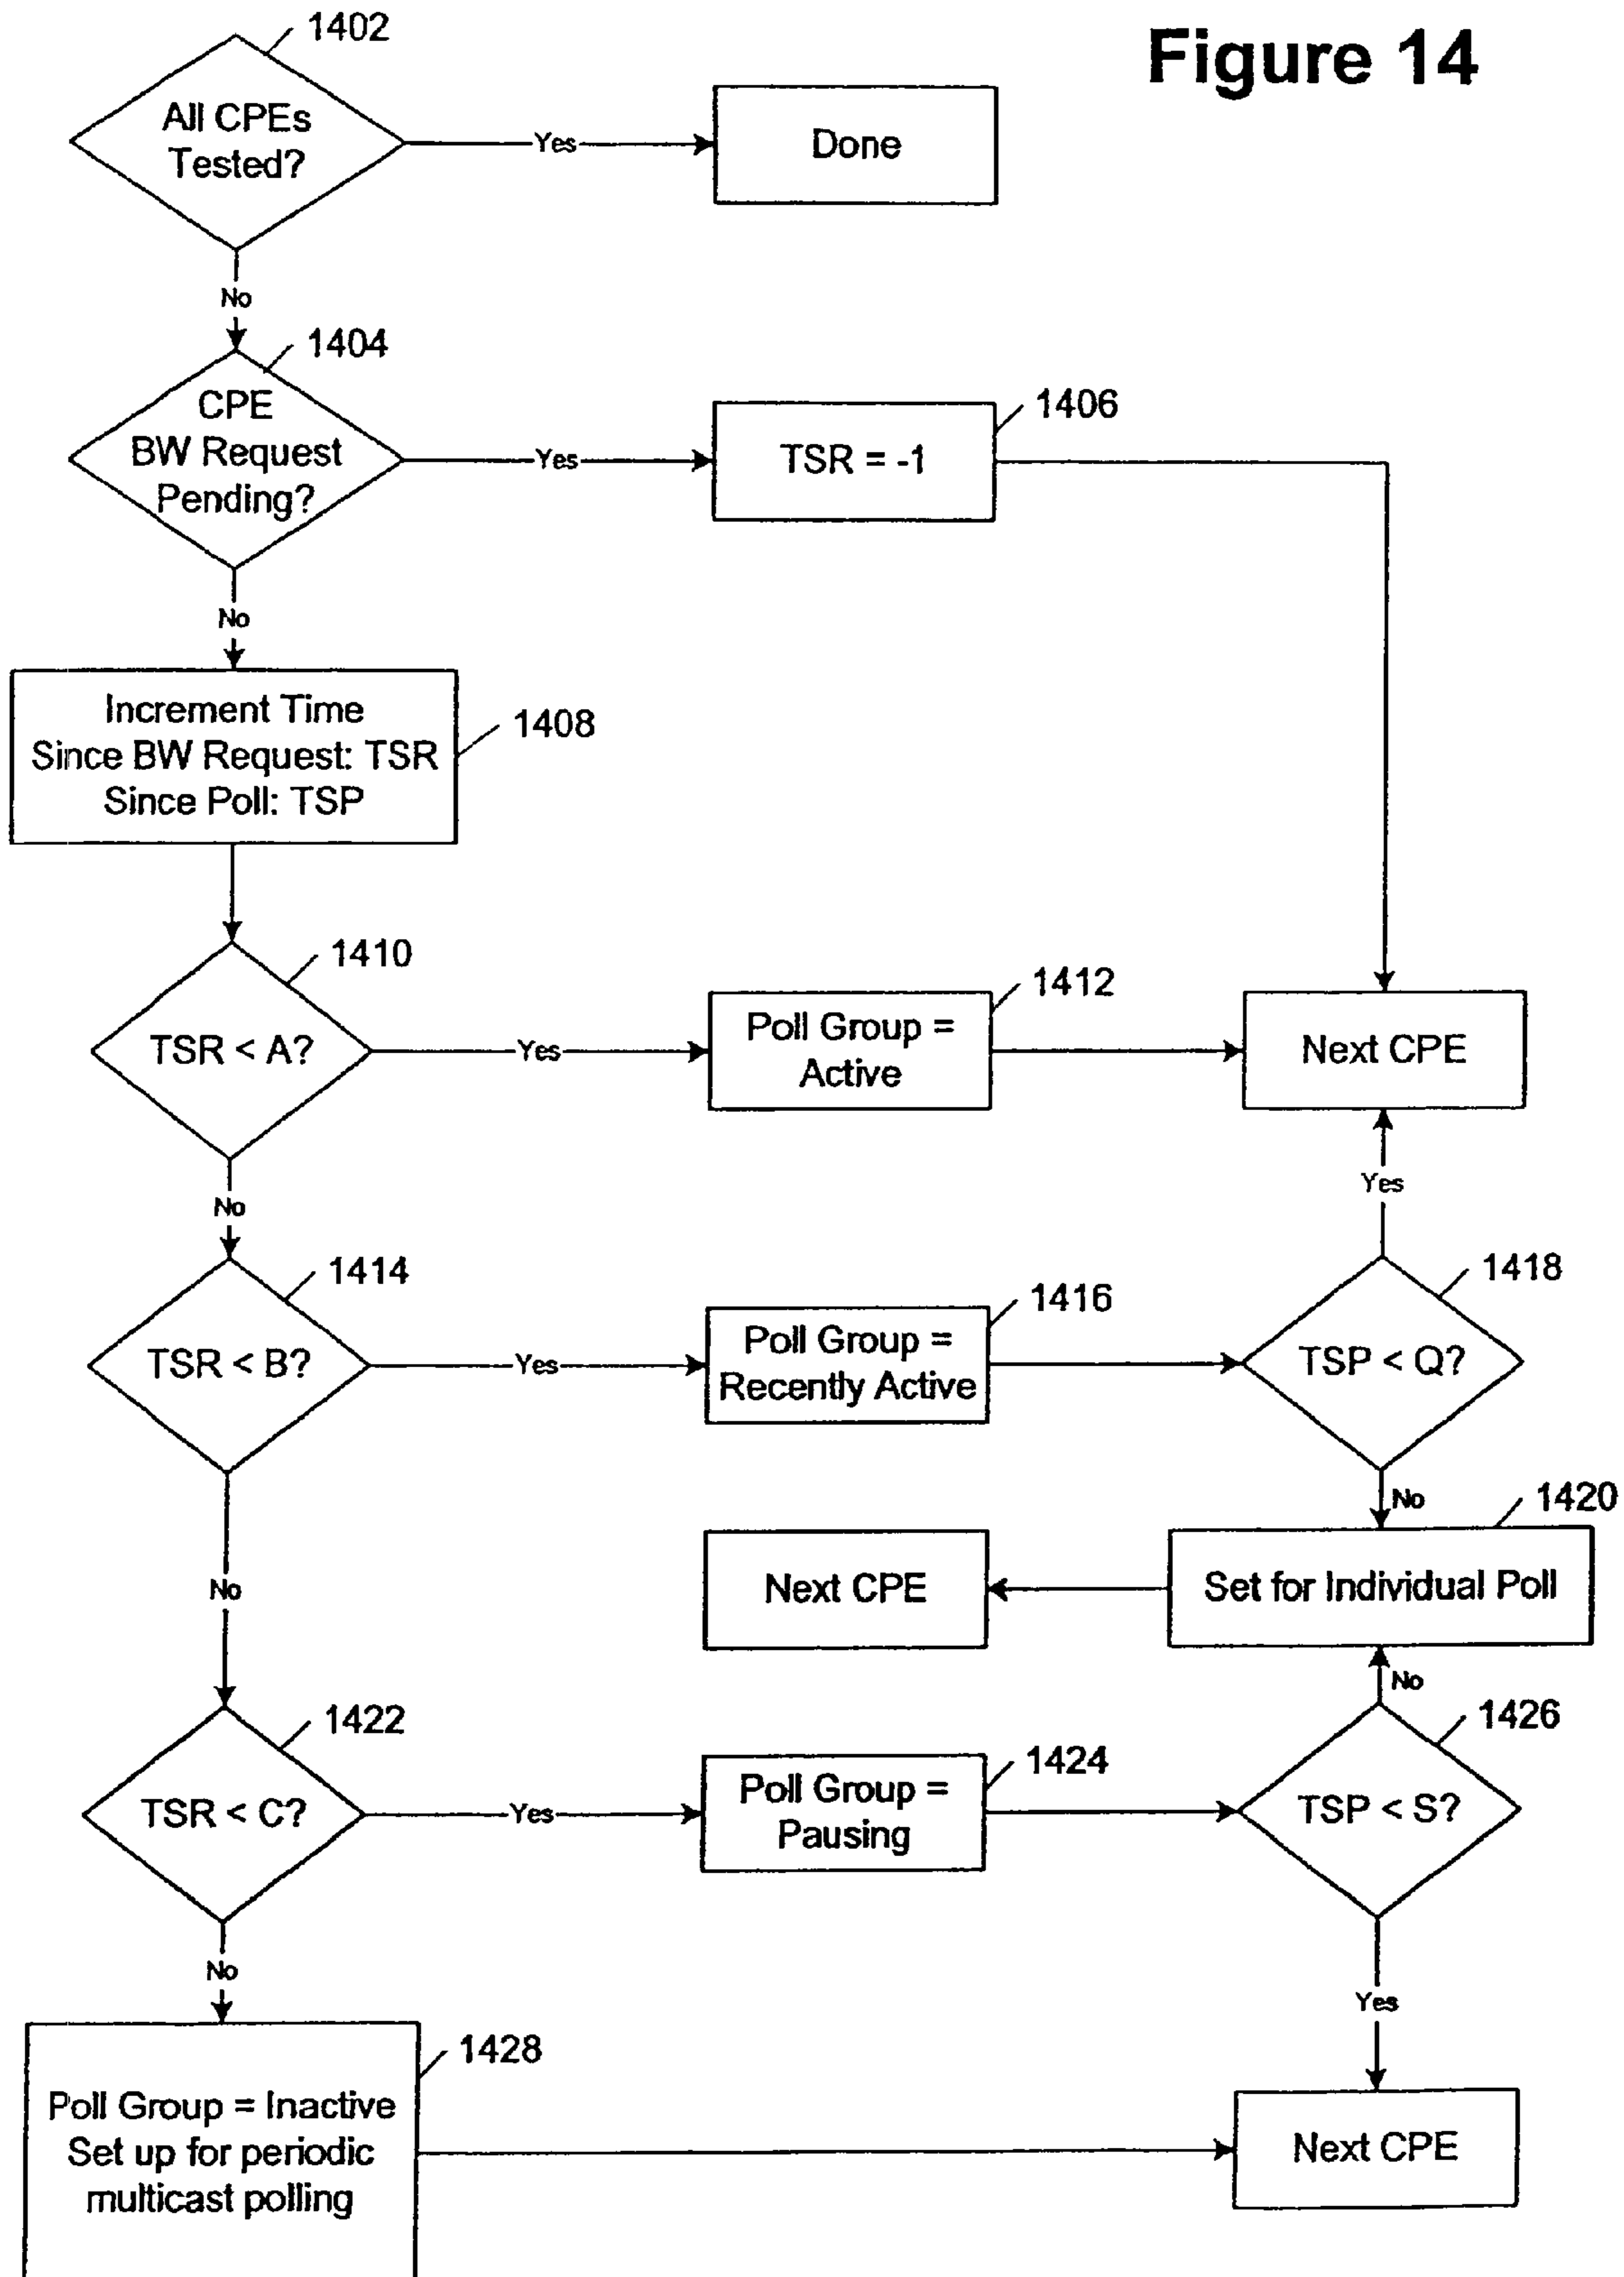 Figure 14
1402
All CPEs
Tested?
Yes
Done
No
1404
CPE
BW Request
Pending?
Yes
1406
TSR = -1
No
Increment Time
Since BW Request: TSR
Since Poll: TSP
1408
1410
TSR < A?
Yes
1412
Poll Group =
Active
Next CPE
No
Yes
1414
TSR < B?
Yes
1416
Poll Group =
Recently Active
1418
TSP < Q?
No
1420
Set for Individual Poll
Next CPE
No
No
1422
TSR < C?
Yes
1424
Poll Group =
Pausing
1426
TSP < S?
No
Yes
1428
Poll Group = Inactive
Set up for periodic
multicast polling
Next CPE